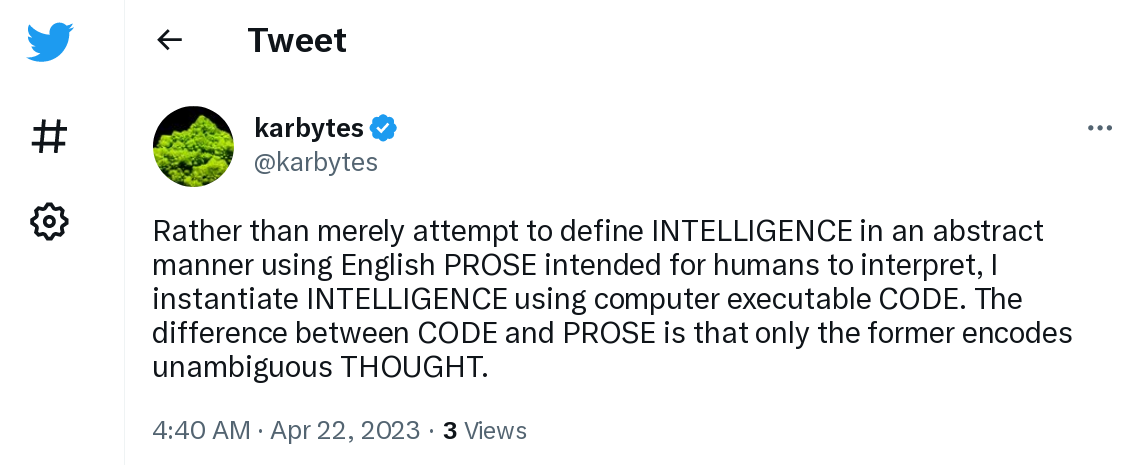 Tweet
karbytes
@karbytes
Rather than merely attempt to define INTELLIGENCE in an abstract
manner using English PROSE intended for humans to interpret, I
instantiate INTELLIGENCE using computer executable CODE. The
difference between CODE and PROSE is that only the former encodes
unambiguous THOUGHT.
4:40 AM · Apr 22, 2023 · 3 Views